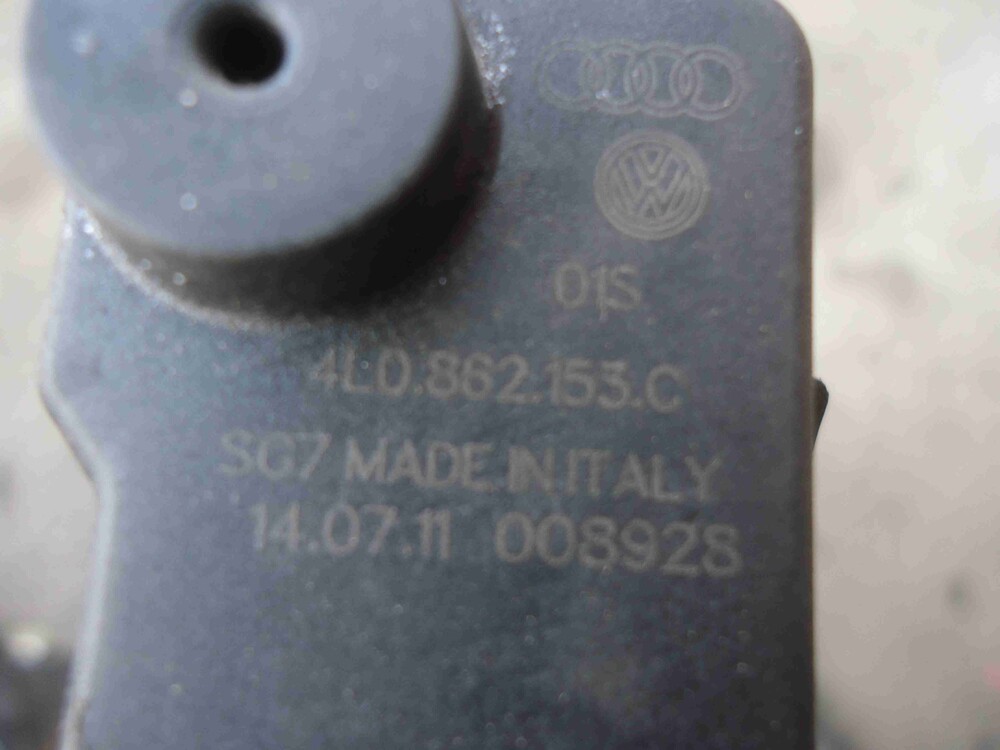 01S
4L0.862.153.C
SG7 MADE IN ITALY
14.07.11 008928